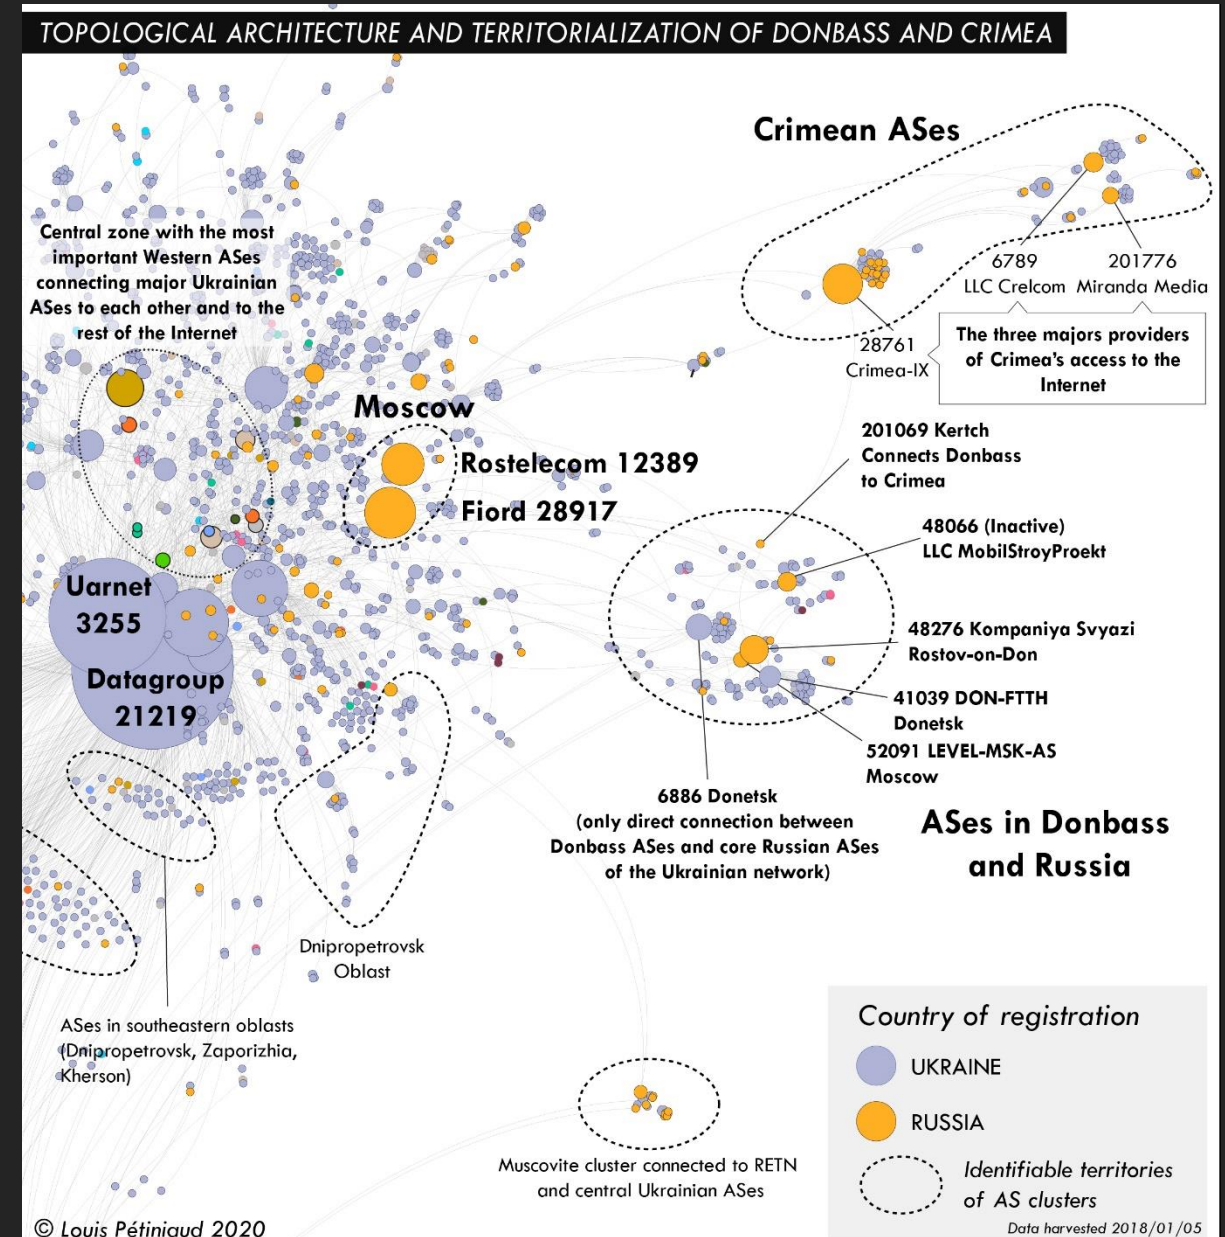 TOPOLOGICAL ARCHITECTURE AND TERRITORIALIZATION OF DONBASS AND CRIMEA
Crimean ASes
Central zone with the most
important Western ASes
connecting major Ukrainian
ASes to each other and to the
rest of the Internet
6789
LLC Crelcom
201776
Miranda Media
28761
Crimea-IX
The three majors providers
of Crimea's access to the
Internet
Moscow
Rostelecom 12389
Fiord 28917
201069 Kertch
Connects Donbass
to Crimea
48066 (Inactive)
LLC MobilStroyProekt
Uarnet
3255
Datagroup
21219
48276 Kompaniya Svyazi
Rostov-on-Don
41039 DON-FTTH
Donetsk
52091 LEVEL-MSK-AS
Moscow
6886 Donetsk
(only direct connection between
Donbass ASes and core Russian ASes
of the Ukrainian network)
ASes in Donbass
and Russia
Dnipropetrovsk
Oblast
ASes in southeastern oblasts
(Dnipropetrovsk, Zaporizhia,
Kherson)
Muscovite cluster connected to RETN
and central Ukrainian ASes
Country of registration
UKRAINE
RUSSIA
Identifiable territories
of AS clusters
Data harvested 2018/01/05
© Louis Pétiniaud 2020